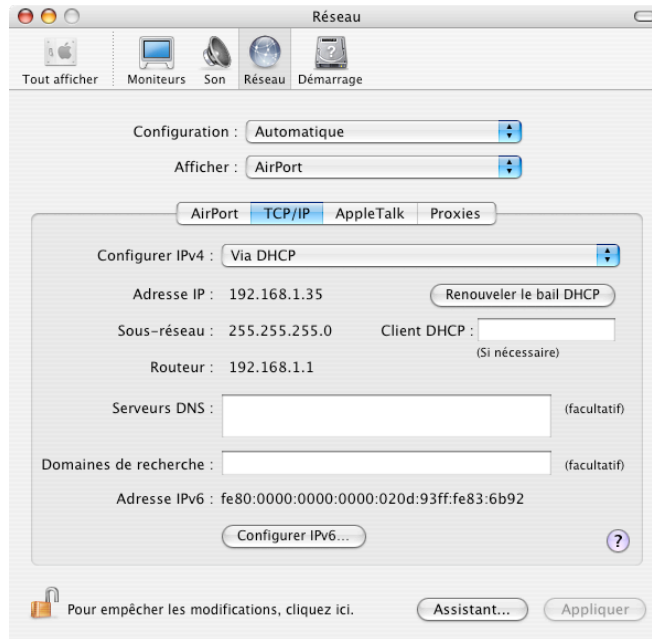 Réseau
Tout afficher Moniteurs Son Réseau Démarrage
Configuration : Automatique
Afficher : AirPort
AirPort TCP/IP AppleTalk Proxies
Configurer IPv4 : Via DHCP
Adresse IP : 192.168.1.35 Renouveler le bail DHCP
Sous-réseau : 255.255.255.0 Client DHCP :
(Si nécessaire)
Routeur : 192.168.1.1
Serveurs DNS : (facultatif)
Domaines de recherche : (facultatif)
Adresse IPv6 : fe80:0000:0000:0000:020d:93ff:fe83:6b92
Configurer IPv6... ?
Pour empêcher les modifications, cliquez ici. Assistant... Appliquer